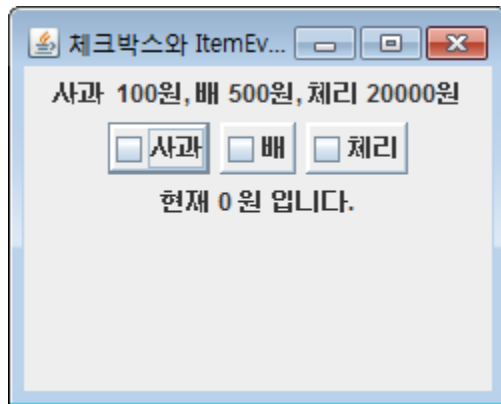 체크박스와 ItemEv...
사과 100원, 배 500원, 체리 20000원
사과 배 체리
현재 0 원 입니다.